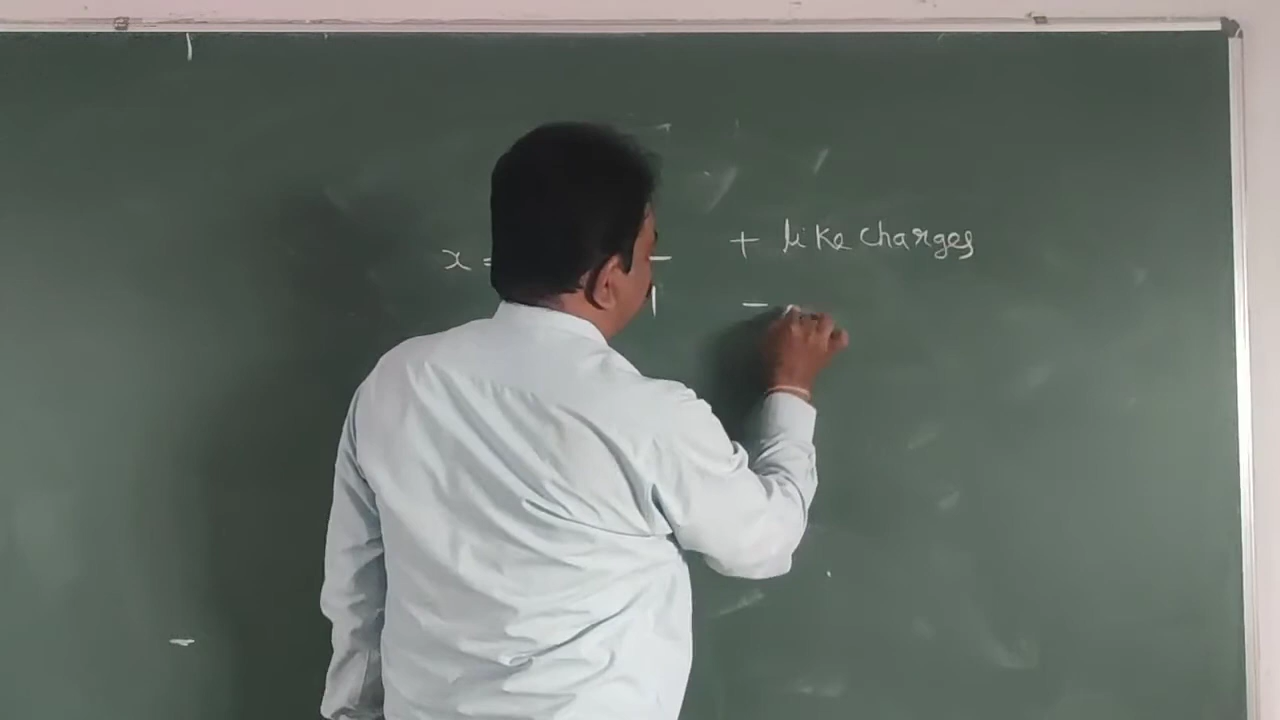 x =
+ like charges
-